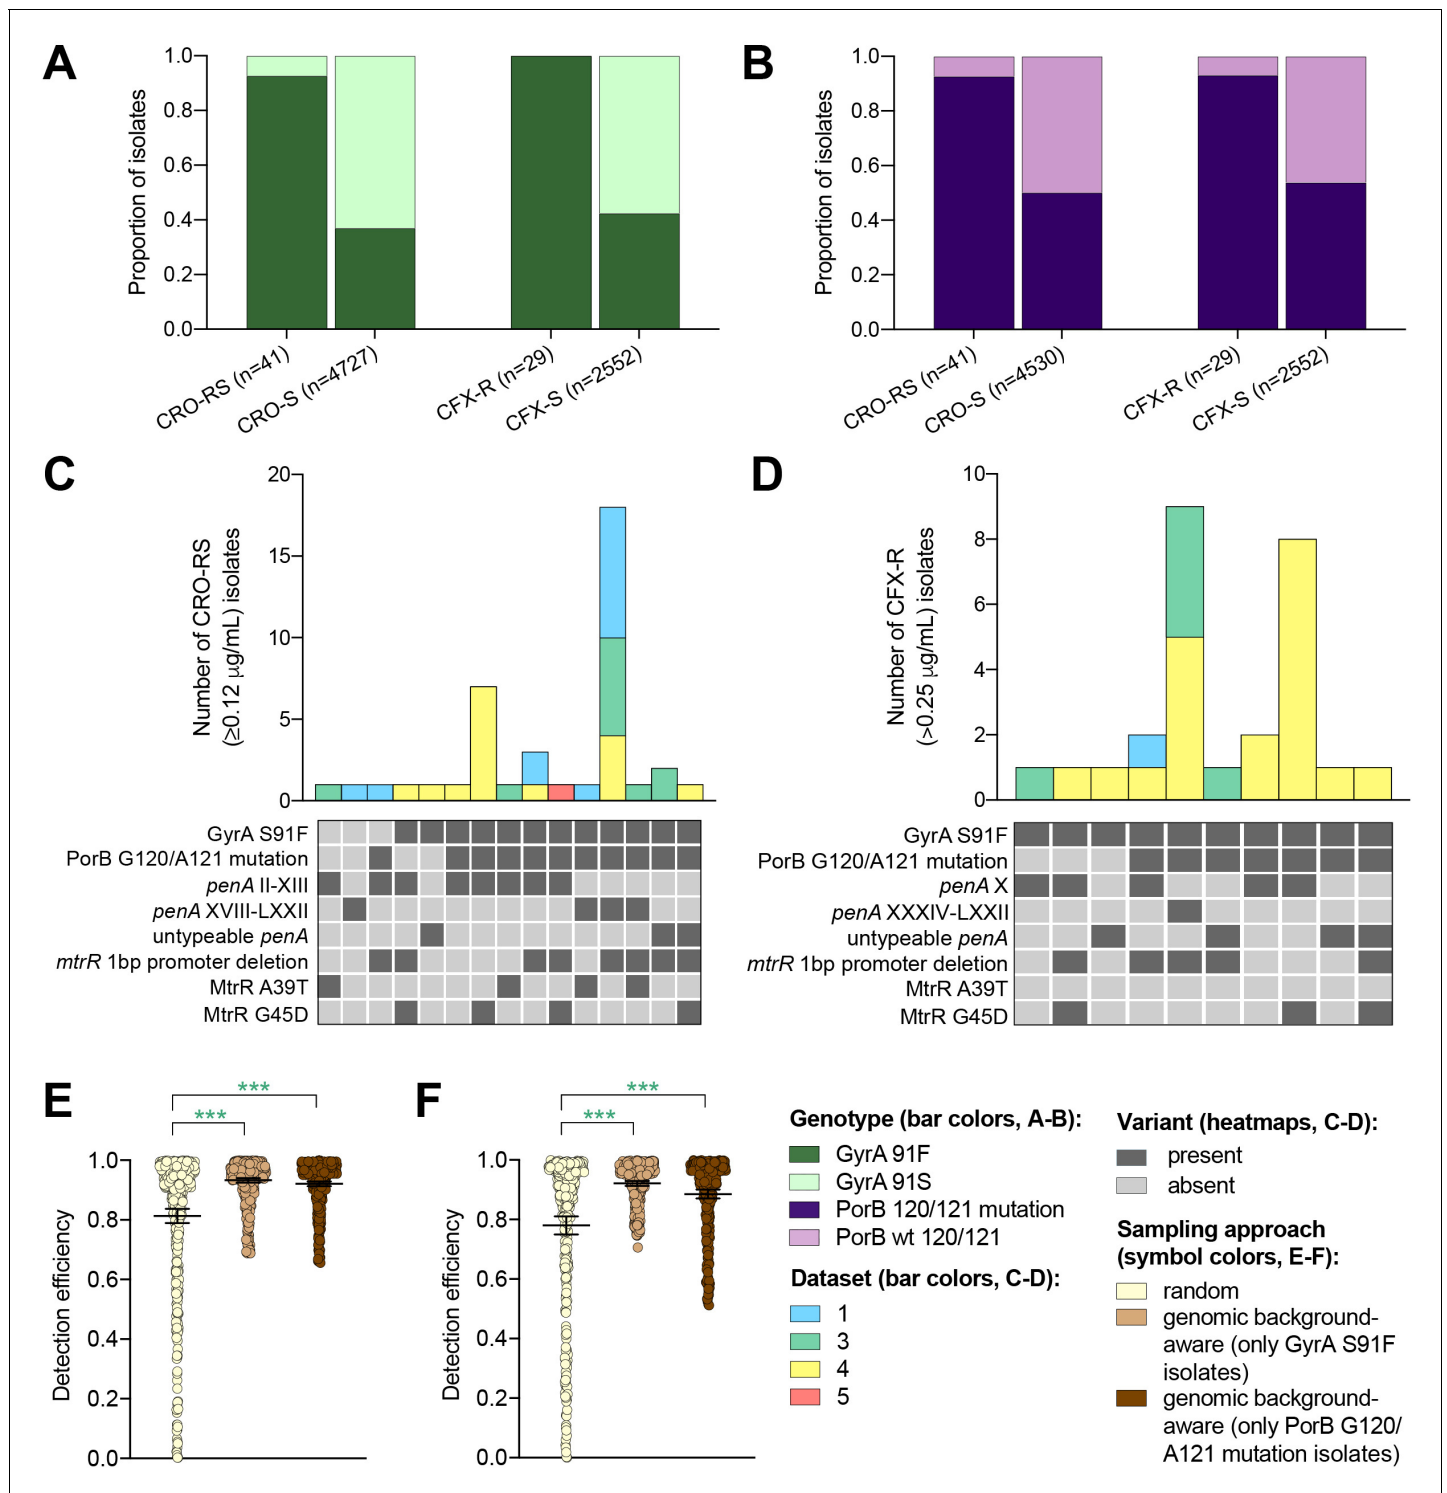 A
Proportion of isolates
1.0
0.8
0.6
0.4
0.2
0.0
CRO-RS (n=41)
CRO-S (n=4727)
CFX-R (n=29)
CFX-S (n=2552)
B
Proportion of isolates
1.0
0.8
0.6
0.4
0.2
0.0
CRO-RS (n=41)
CRO-S (n=4530)
CFX-R (n=29)
CFX-S (n=2552)
C
Number of CRO-RS
(≥0.12 μg/mL) isolates
20
15
10
5
0
GyrA S91F
PorB G120/A121 mutation
penA II-XIII
penA XVIII-LXXII
untypeable penA
mtrR 1bp promoter deletion
MtrR A39T
MtrR G45D
D
Number of CFX-R
(>0.25 μg/mL) isolates
10
8
6
4
2
0
GyrA S91F
PorB G120/A121 mutation
penA X
penA XXXIV-LXXII
untypeable penA
mtrR 1bp promoter deletion
MtrR A39T
MtrR G45D
E
***
***
Detection efficiency
1.0
0.8
0.6
0.4
0.2
0.0
F
***
***
Detection efficiency
1.0
0.8
0.6
0.4
0.2
0.0
Genotype (bar colors, A-B):
GyrA 91F
GyrA 91S
PorB 120/121 mutation
PorB wt 120/121
Dataset (bar colors, C-D):
1
3
4
5
Variant (heatmaps, C-D):
present
absent
Sampling approach
(symbol colors, E-F):
random
genomic background-
aware (only GyrA S91F
isolates)
genomic background-
aware (only PorB G120/
A121 mutation isolates)